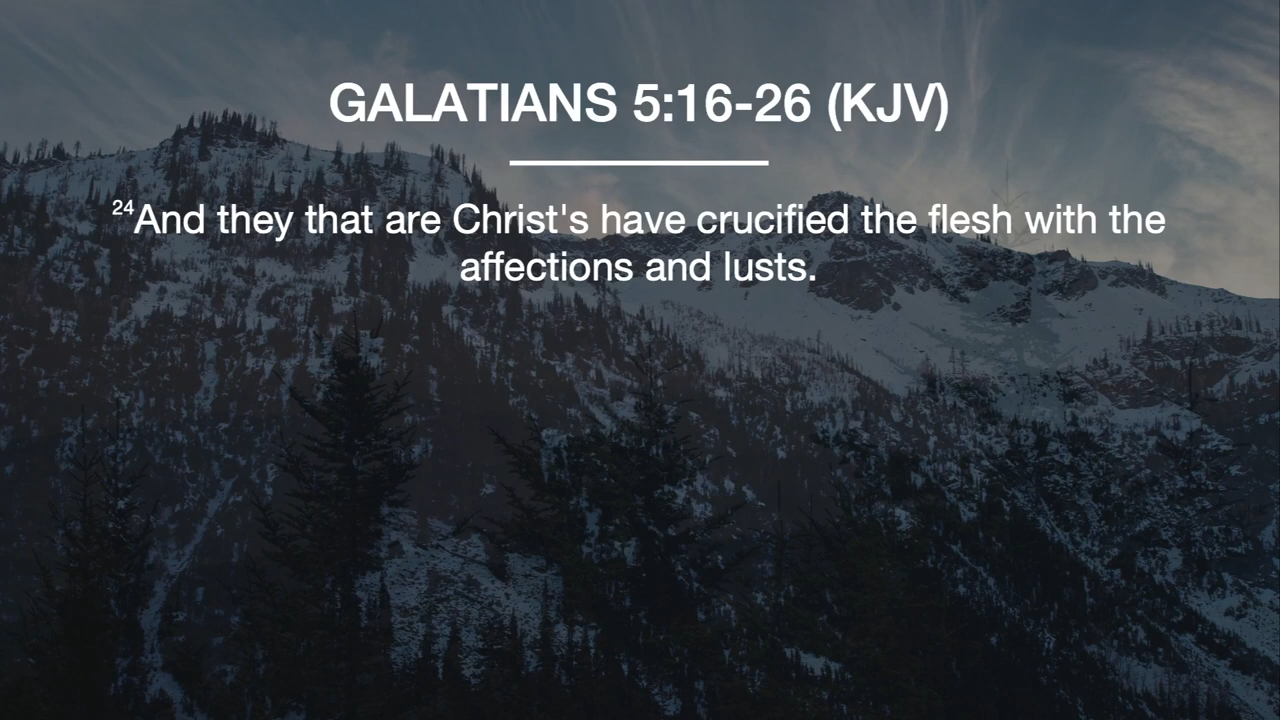 GALATIANS 5:16-26 (KJV)
24And they that are Christ's have crucified the flesh with the
affections and lusts.